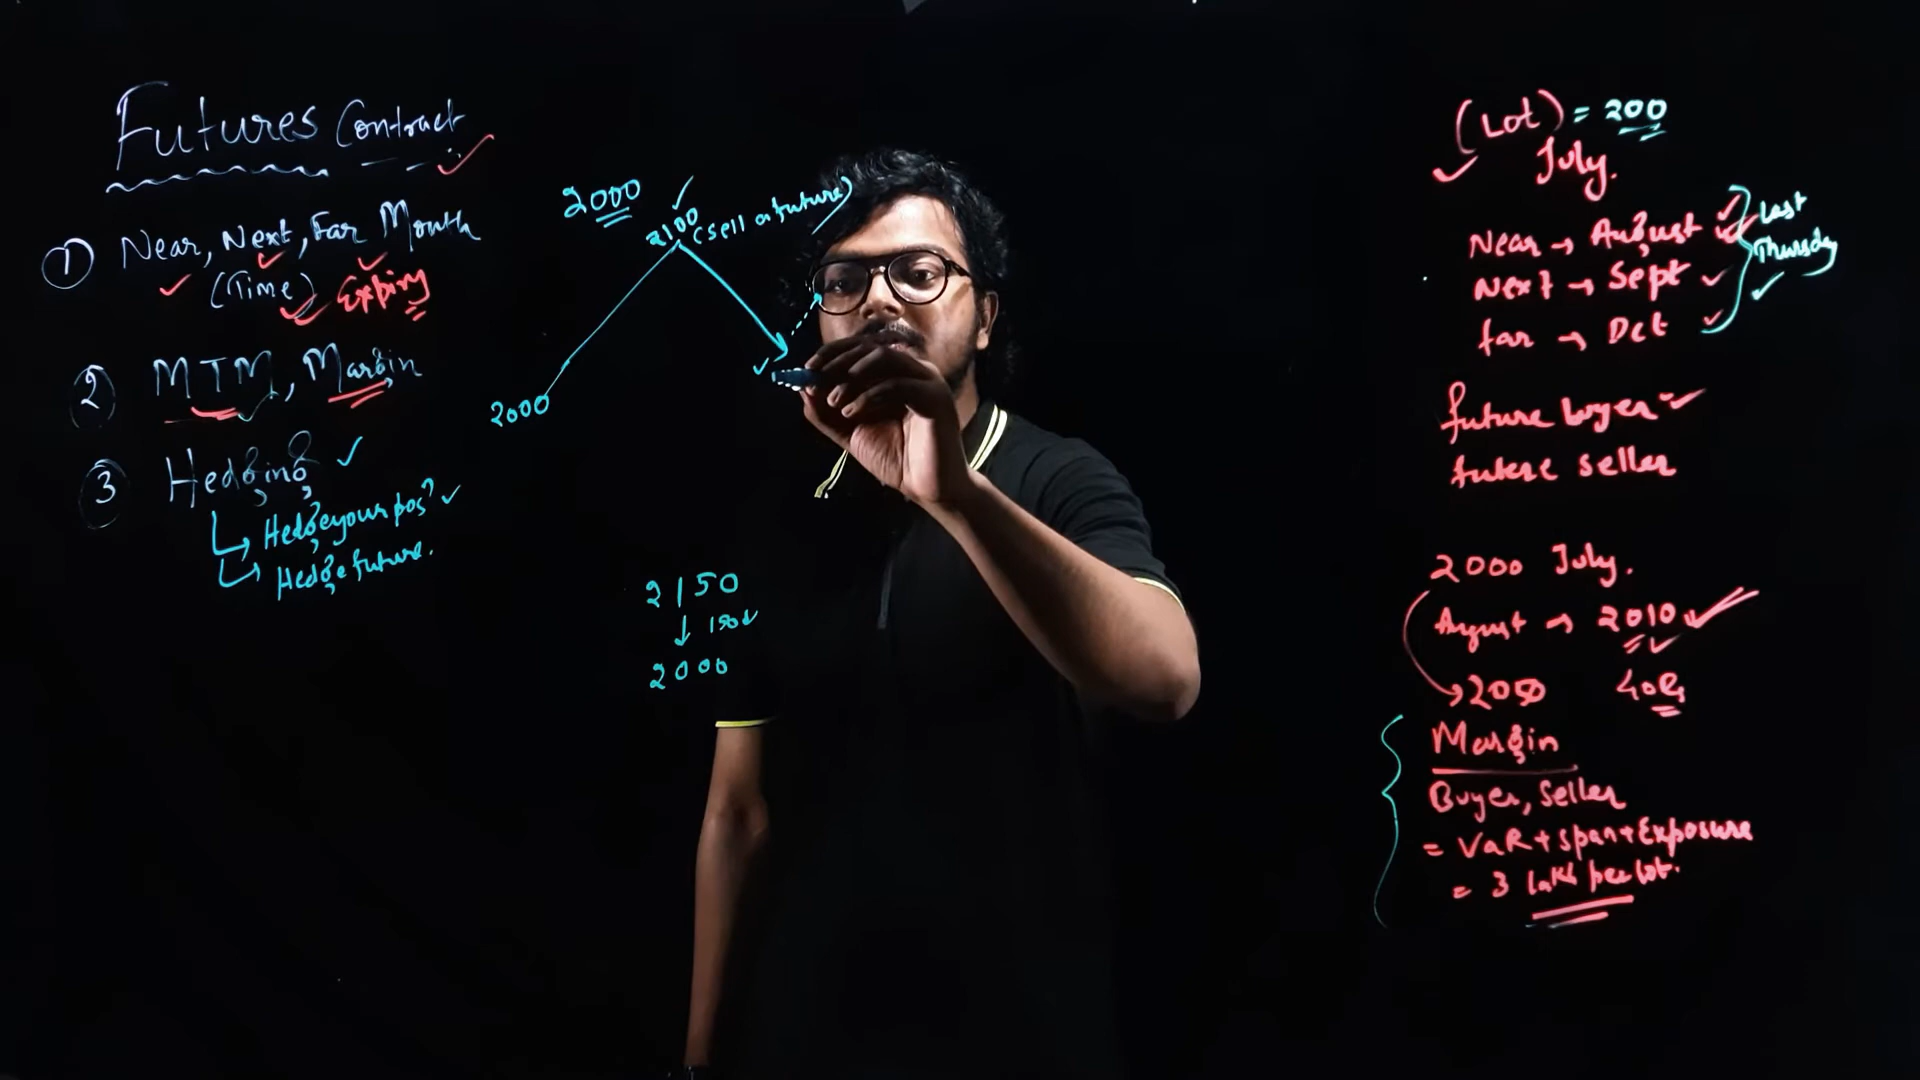 Futures Contract
① Near, Next, Far Month
(Time) Expiry
② MTM, Margin
③ Hedging
Hedge your pos?
Hedge future.
2000
2100 (sell a future)
2000
2150
↓ 150
2000
(Lot) = 200
July.
Near → August
Next → Sept
far → Oct
Last
Thursday
future buyer
future seller
2000 July.
August → 2010
Margin
Buyer, Seller
= VaR + Span + Exposure
= 3 lakh per lot.